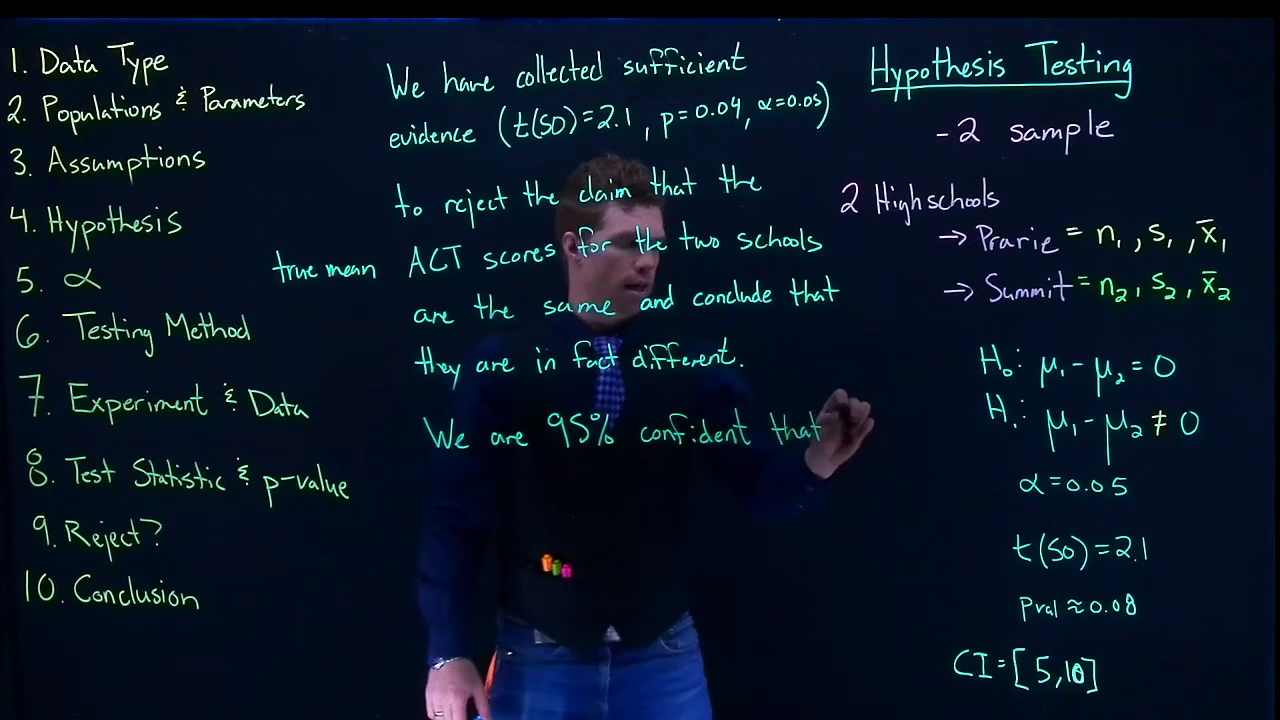 1. Data Type
2. Populations & Parameters
3. Assumptions
4. Hypothesis
5. α
6. Testing Method
7. Experiment & Data
8. Test Statistic & p-value
9. Reject?
10. Conclusion
We have collected sufficient
evidence (t(50)=2.1, p=0.04, α=0.05)
to reject the claim that the
true mean ACT scores for the two schools
are the same and conclude that
they are in fact different.
We are 95% confident that
Hypothesis Testing
-2 sample
2 High schools
→ Prarie = n₁, s₁, x̄₁
→ Summit = n₂, s₂, x̄₂
H₀: μ₁-μ₂=0
H₁: μ₁-μ₂≠0
α=0.05
t(50)=2.1
Pval≈0.08
CI=[5,10]